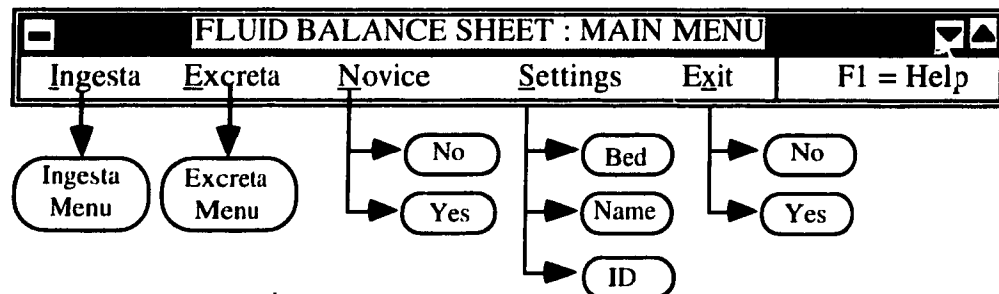 FLUID BALANCE SHEET : MAIN MENU
Ingesta Excreta Novice Settings Exit F1 = Help
Ingesta Menu
Excreta Menu
No
Yes
Bed
Name
ID
No
Yes